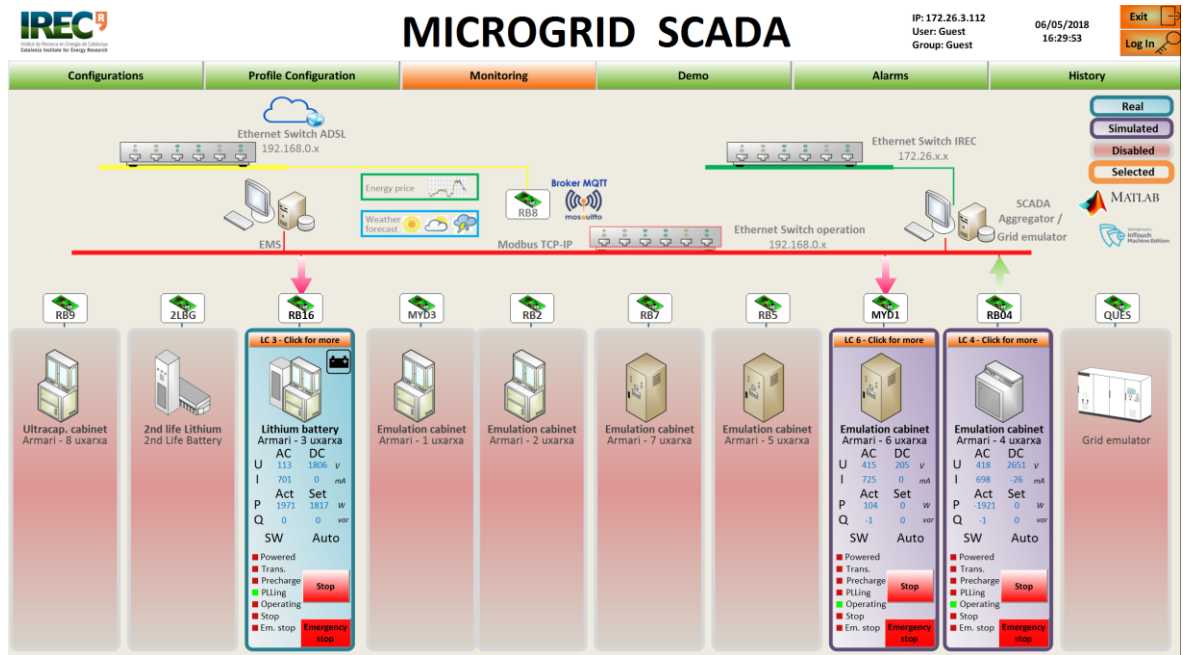 IREC
Institut de Recerca en Energia de Catalunya
Catalonia Institute for Energy Research
MICROGRID SCADA
IP: 172.26.3.112
User: Guest
Group: Guest
06/05/2018
16:29:53
Exit
Log In
Configurations
Profile Configuration
Monitoring
Demo
Alarms
History
Real
Simulated
Disabled
Selected
MATLAB
InTouch
Machine Edition
Ethernet Switch ADSL
192.168.0.x
Ethernet Switch IREC
172.26.x.x
Energy price
Weather
forecast
RB8
Broker MQTT
mosquitto
EMS
Modbus TCP-IP
Ethernet Switch operation
192.168.0.x
SCADA
Aggregator /
Grid emulator
RB9
2LBG
RB16
MYD3
RB2
RB7
RB5
MYD1
RB04
QUES
Ultracap. cabinet
Armari - 8 uxarxa
2nd life Lithium
2nd Life Battery
LC 3 - Click for more
Lithium battery
Armari - 3 uxarxa
AC DC
U 113 1806 V
I 701 0 mA
Act Set
P 1971 1817 W
Q 0 0 var
SW Auto
Powered
Trans.
Precharge
PLLing
Operating
Stop
Em. stop
Stop
Emergency
stop
Emulation cabinet
Armari - 1 uxarxa
Emulation cabinet
Armari - 2 uxarxa
Emulation cabinet
Armari - 7 uxarxa
Emulation cabinet
Armari - 5 uxarxa
LC 6 - Click for more
Emulation cabinet
Armari - 6 uxarxa
AC DC
U 415 205 V
I 725 0 mA
Act Set
P 104 0 W
Q -1 0 var
SW Auto
Powered
Trans.
Precharge
PLLing
Operating
Stop
Em. stop
Stop
Emergency
stop
LC 4 - Click for more
Emulation cabinet
Armari - 4 uxarxa
AC DC
U 418 2651 V
I 698 -26 mA
Act Set
P -1921 0 W
Q -1 0 var
SW Auto
Powered
Trans.
Precharge
PLLing
Operating
Stop
Em. stop
Stop
Emergency
stop
Grid emulator